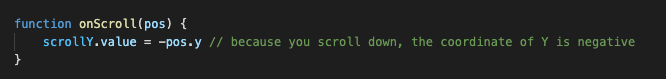 function onScroll(pos) {
    scrollY.value = -pos.y // because you scroll down, the coordinate of Y is negative
}